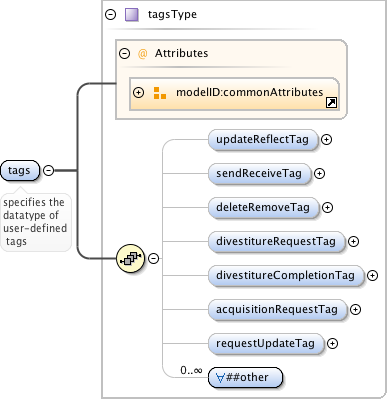 tagsType
@ Attributes
modelID:commonAttributes
tags
specifies the
datatype of
user-defined
tags
updateReflectTag
sendReceiveTag
deleteRemoveTag
divestitureRequestTag
divestitureCompletionTag
acquisitionRequestTag
requestUpdateTag
0..∞
∀##other